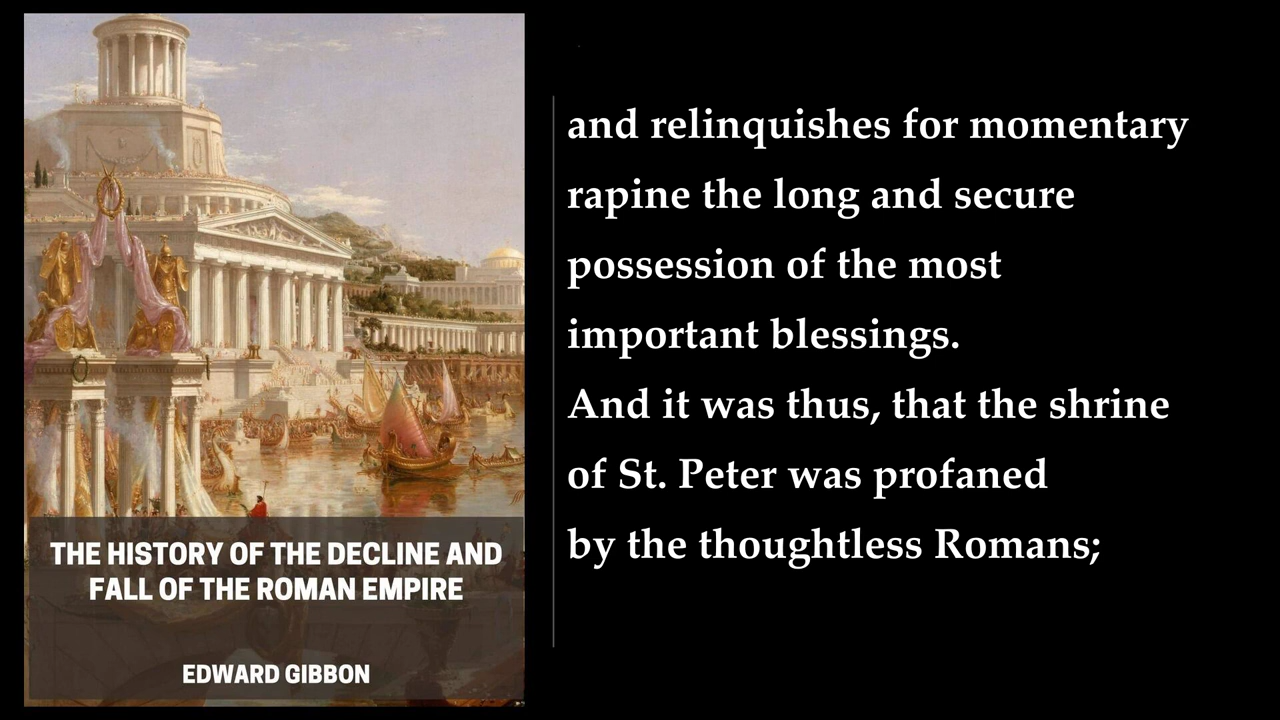 THE HISTORY OF THE DECLINE AND
FALL OF THE ROMAN EMPIRE
EDWARD GIBBON
and relinquishes for momentary
rapine the long and secure
possession of the most
important blessings.
And it was thus, that the shrine
of St. Peter was profaned
by the thoughtless Romans;